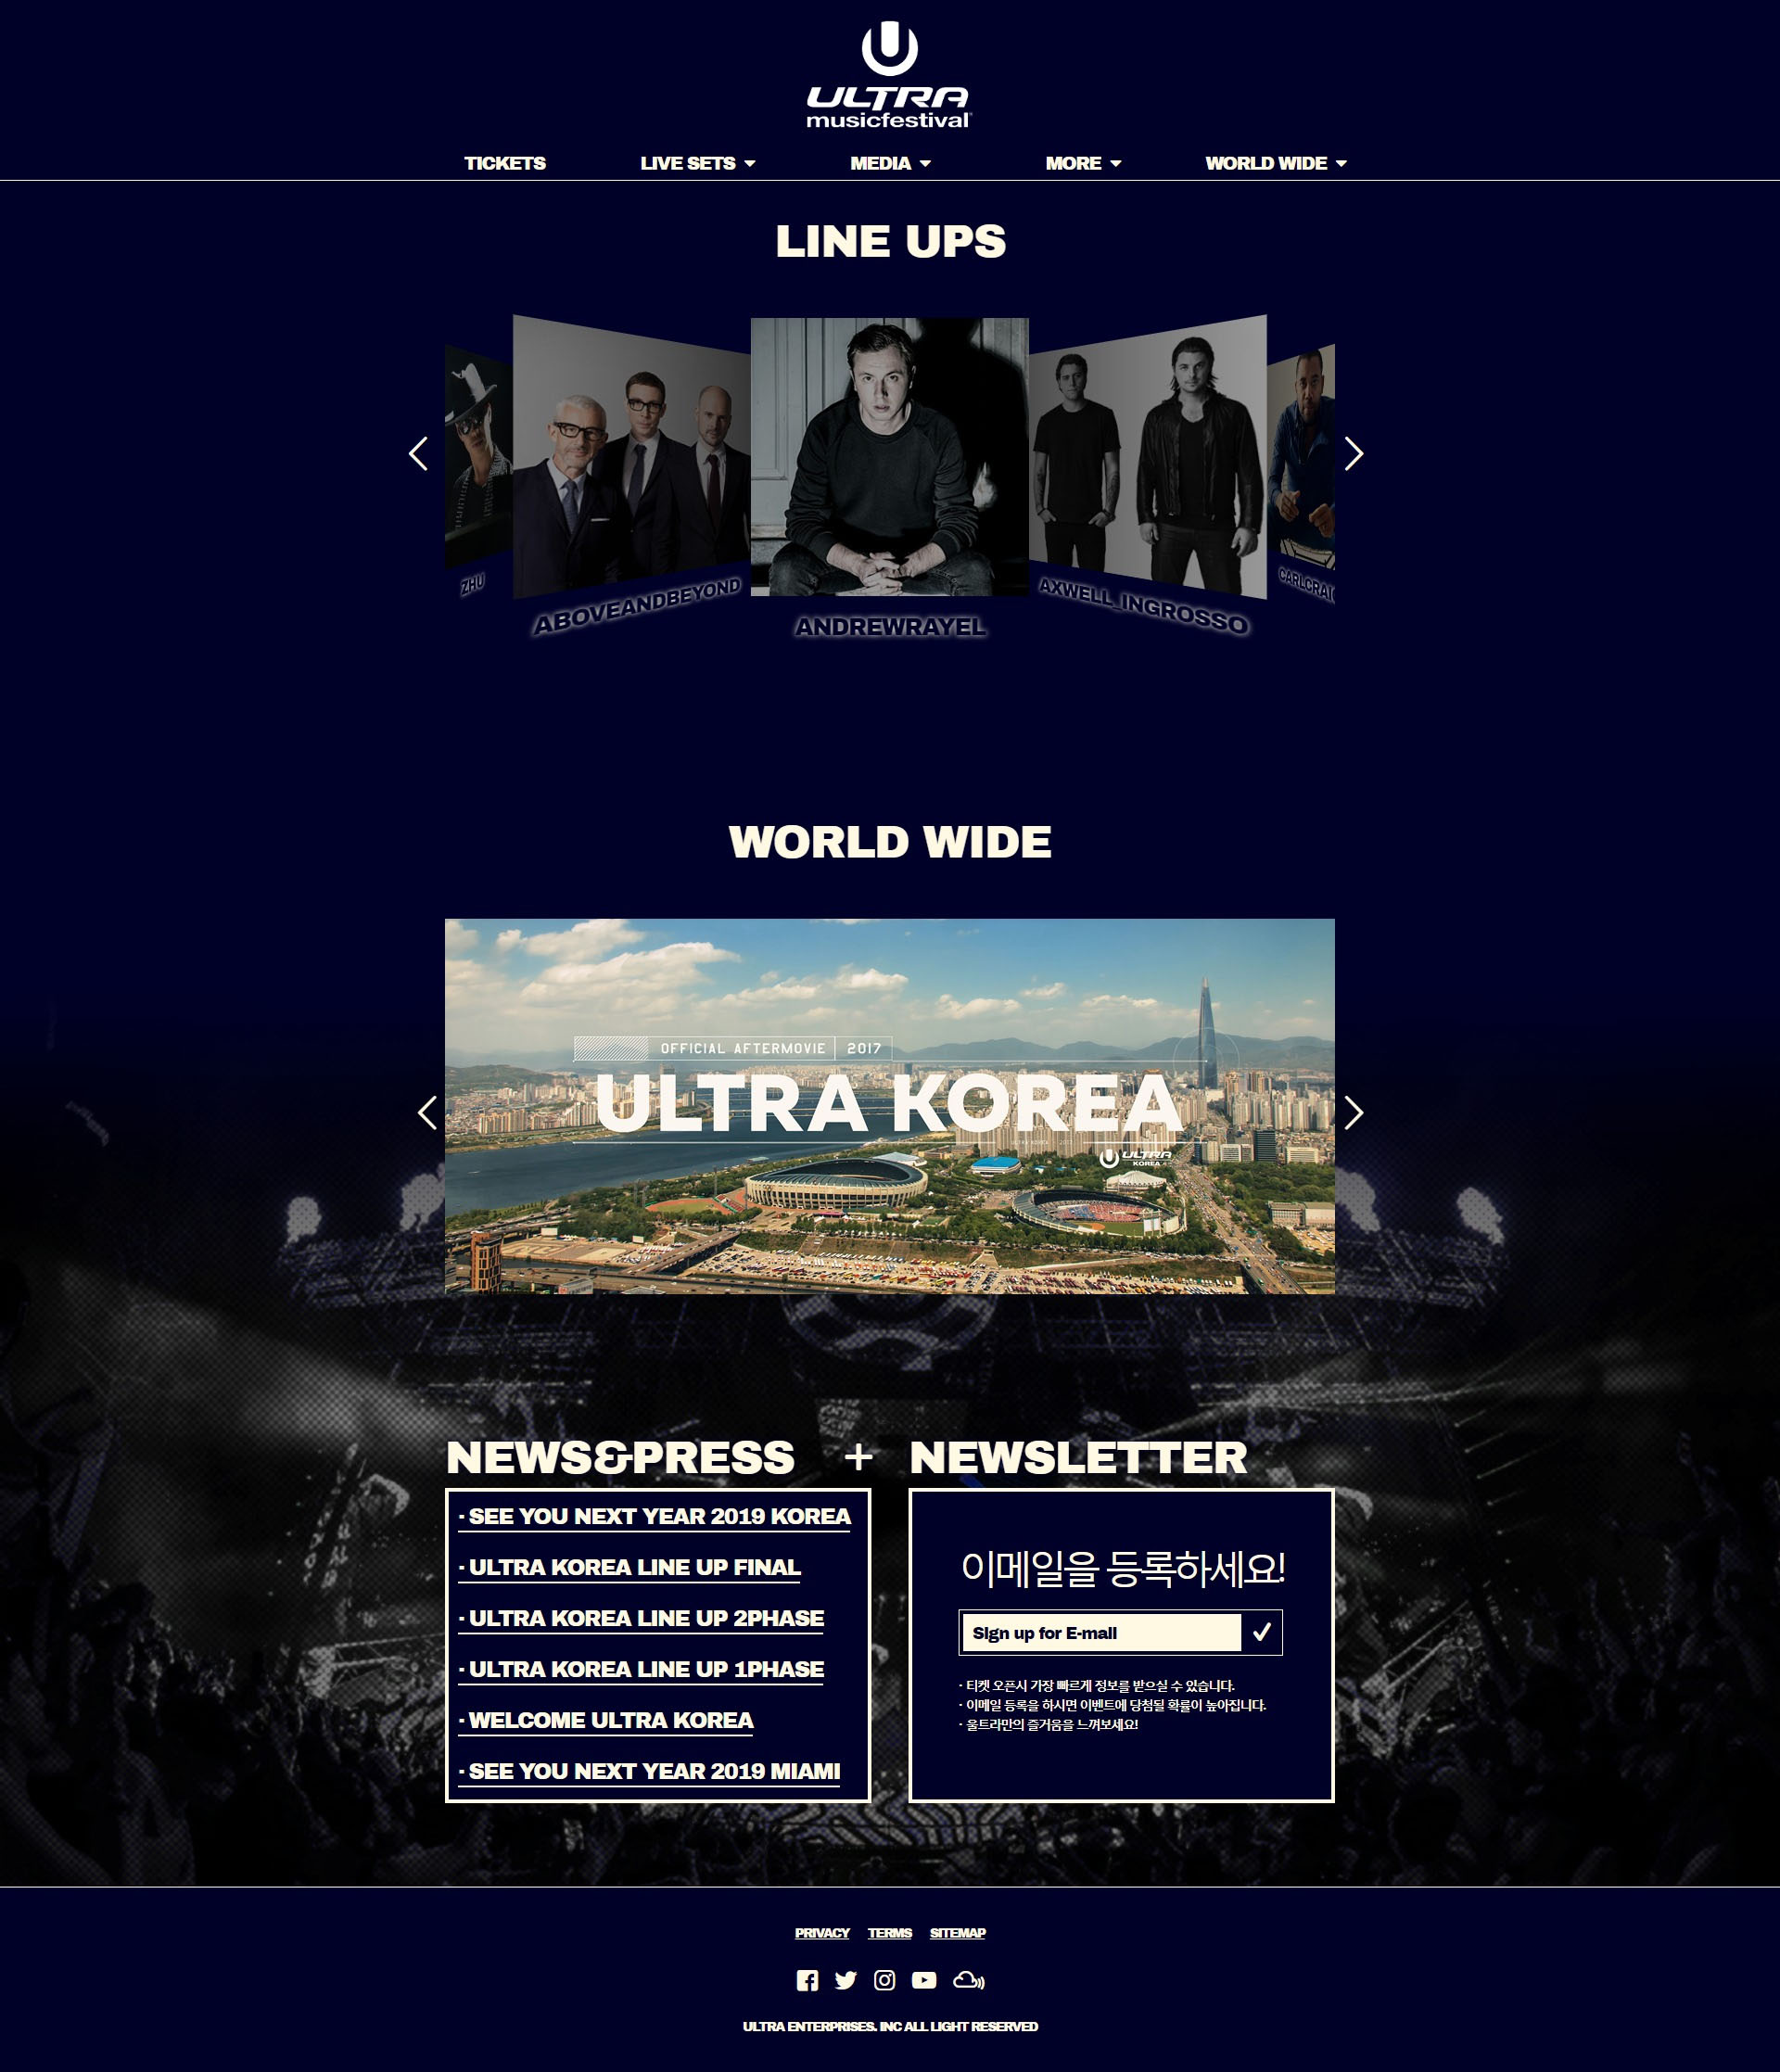 ULTRA
musicfestival
TICKETS LIVE SETS MEDIA MORE WORLD WIDE
LINE UPS
ZHU ABOVEANDBEYOND ANDREWRAYEL AXWELL_INGROSSO
WORLD WIDE
OFFICIAL AFTERMOVIE 2017
ULTRA KOREA
ULTRA
KOREA
NEWS&PRESS + NEWSLETTER
· SEE YOU NEXT YEAR 2019 KOREA
· ULTRA KOREA LINE UP FINAL
· ULTRA KOREA LINE UP 2PHASE
· ULTRA KOREA LINE UP 1PHASE
· WELCOME ULTRA KOREA
· SEE YOU NEXT YEAR 2019 MIAMI
이메일을 등록하세요!
Sign up for E-mail
· 티켓 오픈시 가장 빠르게 정보를 받으실 수 있습니다.
· 이메일 등록을 하시면 이벤트에 당첨될 확률이 높아집니다.
· 울트라만의 즐거움을 느껴보세요!
PRIVACY TERMS SITEMAP
ULTRA ENTERPRISES. INC ALL LIGHT RESERVED